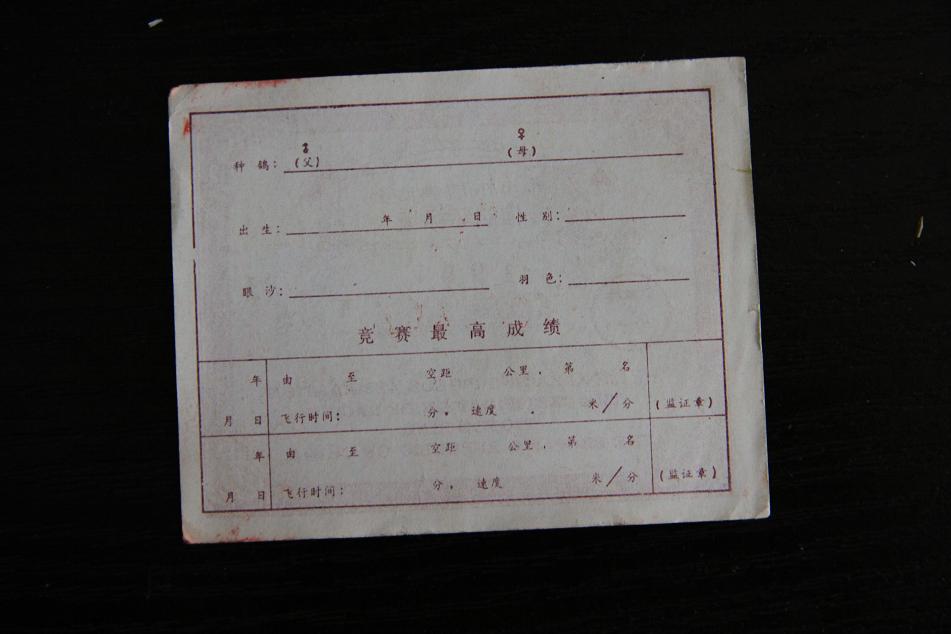 ♂ ♀
种 鸽： (父) (母)
出 生： 年 月 日 性 别：
眼 沙： 羽 色：
竞 赛 最 高 成 绩
年 由 至 空距 公里， 第 名
月 日 飞行时间： 分。 速度 . 米/分 (监证章)
年 由 至 空距 公里， 第 名
月 日 飞行时间： 分， 速度 米/分 (监证章)